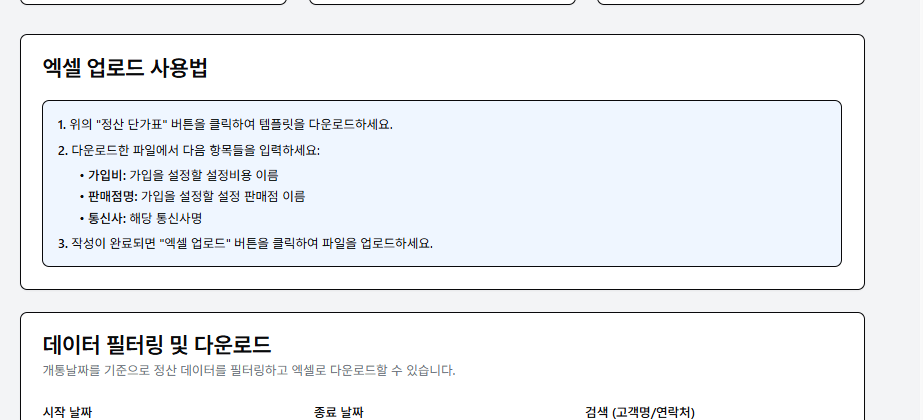 엑셀 업로드 사용법
1. 위의 "정산 단가표" 버튼을 클릭하여 템플릿을 다운로드하세요.
2. 다운로드한 파일에서 다음 항목들을 입력하세요:
• 가입비: 가입을 설정할 설정비용 이름
• 판매점명: 가입을 설정할 설정 판매점 이름
• 통신사: 해당 통신사명
3. 작성이 완료되면 "엑셀 업로드" 버튼을 클릭하여 파일을 업로드하세요.
데이터 필터링 및 다운로드
개통날짜를 기준으로 정산 데이터를 필터링하고 엑셀로 다운로드할 수 있습니다.
시작 날짜
종료 날짜
검색 (고객명/연락처)